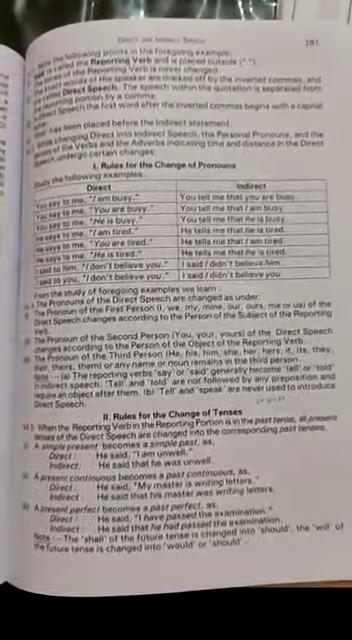 DIRECT AND INDIRECT SPEECH 281
the following points in the foregoing example:
is called the Reporting Verb and is placed outside (" ").
of the Reporting Verb is never changed.
words of the speaker are marked off by the inverted commas, and
Direct Speech. The speech within the quotation is separated from
reporting portion by a comma.
Speech the first word after the inverted commas begins with a capital
has been placed before the Indirect statement.
changing Direct into Indirect Speech, the Personal Pronouns, and the
of the Verbs and the Adverbs indicating time and distance in the Direct
Speech undergo certain changes:
I. Rules for the Change of Pronouns
Study the following examples:
Direct Indirect
You say to me, "I am busy." You tell me that you are busy.
You say to me, "You are busy." You tell me that I am busy.
You say to me, "He is busy." You tell me that he is busy.
He says to me, "I am tired." He tells me that he is tired.
He says to me, "You are tired." He tells me that I am tired.
He says to me, "He is tired." He tells me that he is tired.
I said to him, "I don't believe you." I said I didn't believe him.
I said to you, "I don't believe you." I said I didn't believe you.
From the study of foregoing examples we learn:
The Pronouns of the Direct Speech are changed as under:
The Pronoun of the First Person (I, we, my, mine, our, ours, me or us) of the
Direct Speech changes according to the Person of the Subject of the Reporting
Verb.
The Pronoun of the Second Person (You, your, yours) of the Direct Speech
changes according to the Person of the Object of the Reporting Verb.
The Pronoun of the Third Person (He, his, him, she, her, hers, it, its, they,
their, theirs, them) or any name or noun remains in the third person.
Note :— (a) The reporting verbs 'say' or 'said' generally become 'tell' or 'told'
in indirect speech. 'Tell' and 'told' are not followed by any preposition and
require an object after them. (b) 'Tell' and 'speak' are never used to introduce
Direct Speech.
II. Rules for the Change of Tenses
When the Reporting Verb in the Reporting Portion is in the past tense, all present
tenses of the Direct Speech are changed into the corresponding past tenses.
A simple present becomes a simple past, as,
Direct : He said, "I am unwell."
Indirect: He said that he was unwell.
A present continuous becomes a past continuous, as,
Direct : He said, "My master is writing letters."
Indirect : He said that his master was writing letters.
A present perfect becomes a past perfect, as,
Direct : He said, "I have passed the examination."
Indirect : He said that he had passed the examination.
Note :— The 'shall' of the future tense is changed into 'should', the 'will' of
the future tense is changed into 'would' or 'should'.